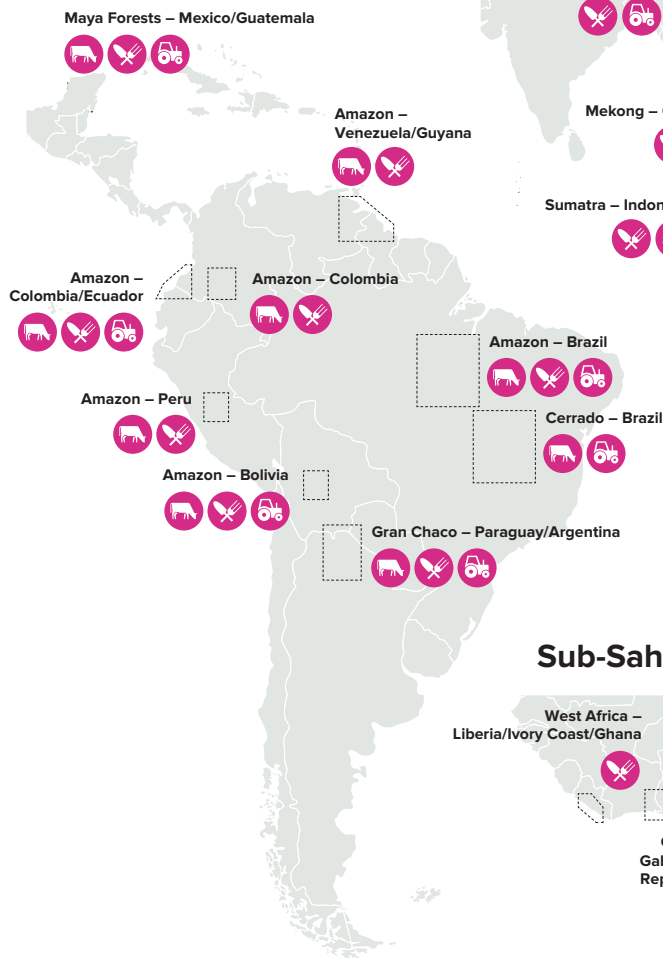 Maya Forests – Mexico/Guatemala
Amazon –
Venezuela/Guyana
Mekong –
Sumatra – Indon
Amazon –
Colombia/Ecuador
Amazon – Colombia
Amazon – Brazil
Amazon – Peru
Cerrado – Brazil
Amazon – Bolivia
Gran Chaco – Paraguay/Argentina
Sub-Sah
West Africa –
Liberia/Ivory Coast/Ghana
Gal
Rep